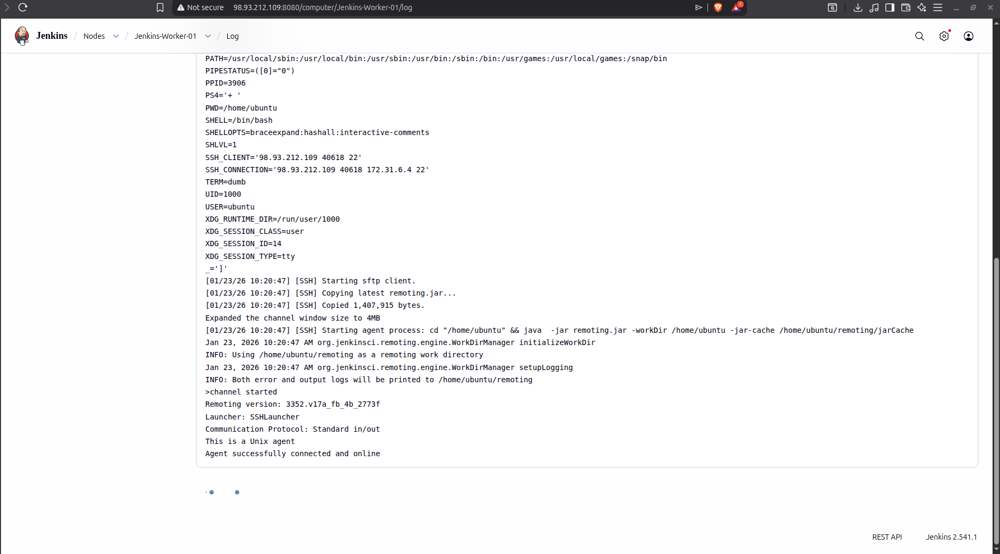 Not secure 98.93.212.109:8080/computer/Jenkins-Worker-01/log 1
Jenkins / Nodes / Jenkins-Worker-01 / Log
PATH=/usr/local/sbin:/usr/local/bin:/usr/sbin:/usr/bin:/sbin:/bin:/usr/games:/usr/local/games:/snap/bin
PIPESTATUS=([0]="0")
PPID=3906
PS4='+ '
PWD=/home/ubuntu
SHELL=/bin/bash
SHELLOPTS=braceexpand:hashall:interactive-comments
SHLVL=1
SSH_CLIENT='98.93.212.109 40618 22'
SSH_CONNECTION='98.93.212.109 40618 172.31.6.4 22'
TERM=dumb
UID=1000
USER=ubuntu
XDG_RUNTIME_DIR=/run/user/1000
XDG_SESSION_CLASS=user
XDG_SESSION_ID=14
XDG_SESSION_TYPE=tty
_=']'
[01/23/26 10:20:47] [SSH] Starting sftp client.
[01/23/26 10:20:47] [SSH] Copying latest remoting.jar...
[01/23/26 10:20:47] [SSH] Copied 1,407,915 bytes.
Expanded the channel window size to 4MB
[01/23/26 10:20:47] [SSH] Starting agent process: cd "/home/ubuntu" && java  -jar remoting.jar -workDir /home/ubuntu -jar-cache /home/ubuntu/remoting/jarCache
Jan 23, 2026 10:20:47 AM org.jenkinsci.remoting.engine.WorkDirManager initializeWorkDir
INFO: Using /home/ubuntu/remoting as a remoting work directory
Jan 23, 2026 10:20:47 AM org.jenkinsci.remoting.engine.WorkDirManager setupLogging
INFO: Both error and output logs will be printed to /home/ubuntu/remoting
>channel started
Remoting version: 3352.v17a_fb_4b_2773f
Launcher: SSHLauncher
Communication Protocol: Standard in/out
This is a Unix agent
Agent successfully connected and online
REST API Jenkins 2.541.1